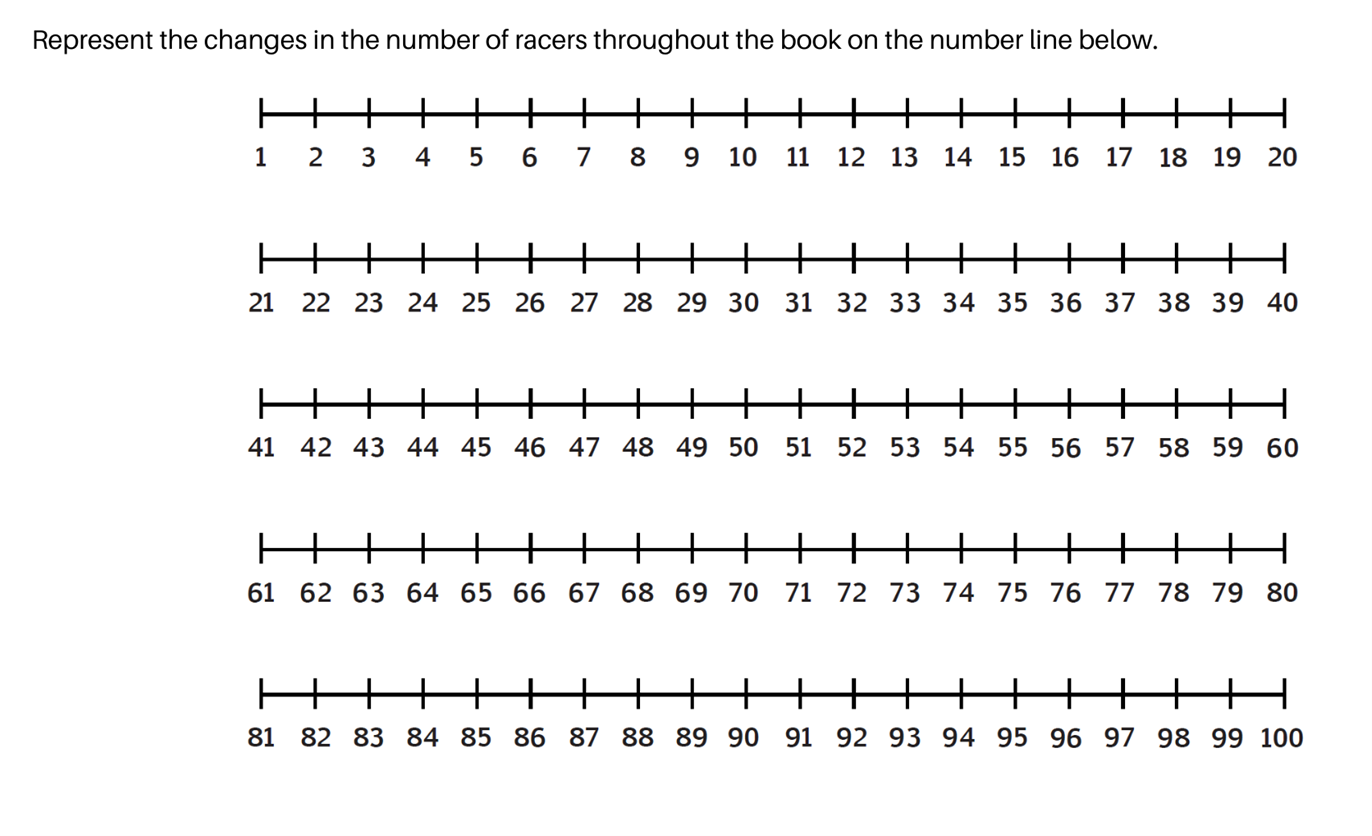 Represent the changes in the number of racers throughout the book on the number line below.
1 2 3 4 5 6 7 8 9 10 11 12 13 14 15 16 17 18 19 20
21 22 23 24 25 26 27 28 29 30 31 32 33 34 35 36 37 38 39 40
41 42 43 44 45 46 47 48 49 50 51 52 53 54 55 56 57 58 59 60
61 62 63 64 65 66 67 68 69 70 71 72 73 74 75 76 77 78 79 80
81 82 83 84 85 86 87 88 89 90 91 92 93 94 95 96 97 98 99 100